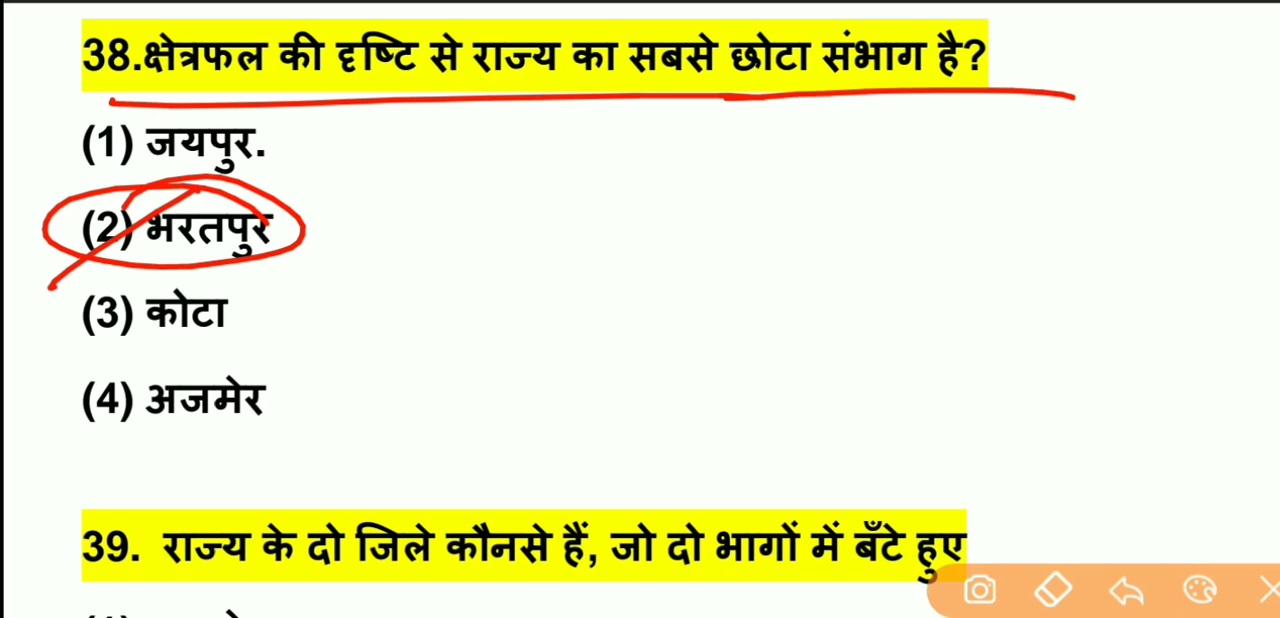 38.क्षेत्रफल की दृष्टि से राज्य का सबसे छोटा संभाग है?
(1) जयपुर.
(2) भरतपुर
(3) कोटा
(4) अजमेर
39. राज्य के दो जिले कौनसे हैं, जो दो भागों में बँटे हुए